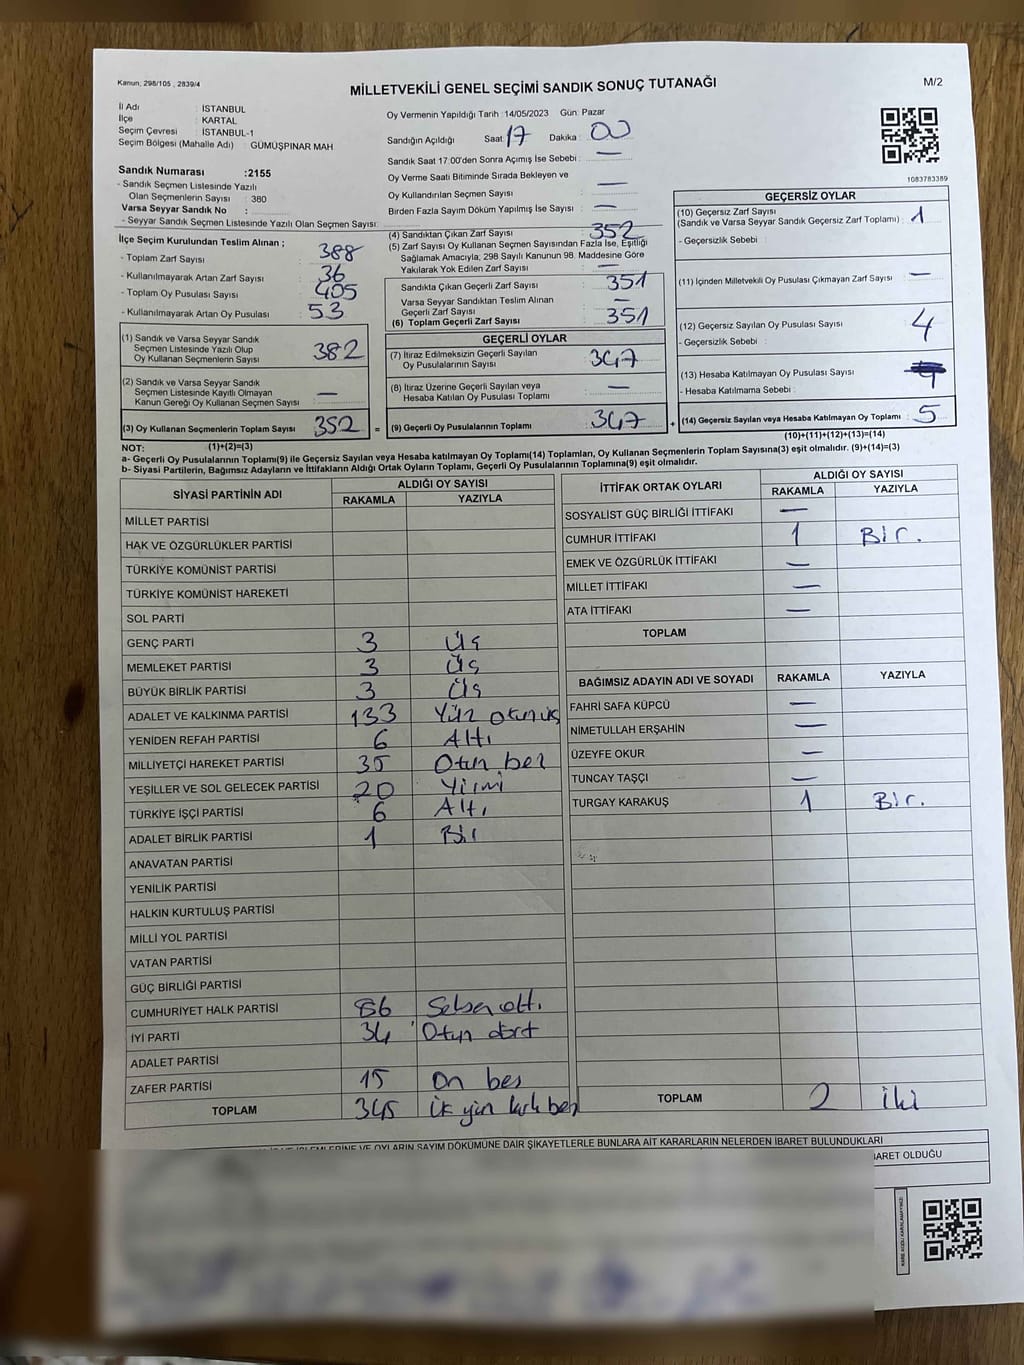 Kanun, 298/105 , 2839/4
MİLLETVEKİLİ GENEL SEÇİMİ SANDIK SONUÇ TUTANAĞI
M/2
İl Adı : İSTANBUL
İlçe : KARTAL
Seçim Çevresi : İSTANBUL-1
Seçim Bölgesi (Mahalle Adı) : GÜMÜŞPINAR MAH.
Oy Vermenin Yapıldığı Tarih :14/05/2023 Gün: Pazar
Sandığın Açıldığı Saat: 17 Dakika : 00
Sandık Saat 17:00'den Sonra Açılmış İse Sebebi : —
Oy Verme Saati Bitiminde Sırada Bekleyen ve
Oy Kullandırılan Seçmen Sayısı : —
Birden Fazla Sayım Döküm Yapılmış İse Sayısı : —
1083783389
Sandık Numarası :2155
- Sandık Seçmen Listesinde Yazılı
Olan Seçmenlerin Sayısı : 380
Varsa Seyyar Sandık No :
- Seyyar Sandık Seçmen Listesinde Yazılı Olan Seçmen Sayısı:
İlçe Seçim Kurulundan Teslim Alınan ;
- Toplam Zarf Sayısı : 388
- Kullanılmayarak Artan Zarf Sayısı : 36
- Toplam Oy Pusulası Sayısı : 405
- Kullanılmayarak Artan Oy Pusulası : 53
(1) Sandık ve Varsa Seyyar Sandık
Seçmen Listesinde Yazılı Olup
Oy Kullanan Seçmenlerin Sayısı : 382
(2) Sandık ve Varsa Seyyar Sandık
Seçmen Listesinde Kayıtlı Olmayan
Kanun Gereği Oy Kullanan Seçmen Sayısı : —
(3) Oy Kullanan Seçmenlerin Toplam Sayısı : 352
(4) Sandıktan Çıkan Zarf Sayısı : 352
(5) Zarf Sayısı Oy Kullanan Seçmen Sayısından Fazla İse, Eşitliği
Sağlamak Amacıyla; 298 Sayılı Kanunun 98. Maddesine Göre
Yakılarak Yok Edilen Zarf Sayısı : —
Sandıkta Çıkan Geçerli Zarf Sayısı : 351
Varsa Seyyar Sandıktan Teslim Alınan
Geçerli Zarf Sayısı : —
(6) Toplam Geçerli Zarf Sayısı : 351
GEÇERLİ OYLAR
(7) İtiraz Edilmeksizin Geçerli Sayılan
Oy Pusulalarının Sayısı : 347
(8) İtiraz Üzerine Geçerli Sayılan veya
Hesaba Katılan Oy Pusulası Toplamı : —
= (9) Geçerli Oy Pusulalarının Toplamı : 347
GEÇERSİZ OYLAR
(10) Geçersiz Zarf Sayısı
(Sandık ve Varsa Seyyar Sandık Geçersiz Zarf Toplamı) : 1
- Geçersizlik Sebebi :
(11) İçinden Milletvekili Oy Pusulası Çıkmayan Zarf Sayısı : —
(12) Geçersiz Sayılan Oy Pusulası Sayısı : 4
- Geçersizlik Sebebi :
(13) Hesaba Katılmayan Oy Pusulası Sayısı :
- Hesaba Katılmama Sebebi :
+ (14) Geçersiz Sayılan veya Hesaba Katılmayan Oy Toplamı : 5
NOT: (1)+(2)=(3)
(10)+(11)+(12)+(13)=(14)
a- Geçerli Oy Pusulalarının Toplamı(9) ile Geçersiz Sayılan veya Hesaba katılmayan Oy Toplamı(14) Toplamları, Oy Kullanan Seçmenlerin Toplam Sayısına(3) eşit olmalıdır. (9)+(14)=(3)
b- Siyasi Partilerin, Bağımsız Adayların ve İttifakların Aldığı Ortak Oyların Toplamı, Geçerli Oy Pusulalarının Toplamına(9) eşit olmalıdır.
SİYASİ PARTİNİN ADI ALDIĞI OY SAYISI
RAKAMLA YAZIYLA
MİLLET PARTİSİ
HAK VE ÖZGÜRLÜKLER PARTİSİ
TÜRKİYE KOMÜNİST PARTİSİ
TÜRKİYE KOMÜNİST HAREKETİ
SOL PARTİ
GENÇ PARTİ 3 Üç
MEMLEKET PARTİSİ 3 Üç
BÜYÜK BİRLİK PARTİSİ 3 Üç
ADALET VE KALKINMA PARTİSİ 133 Yüz otuzüç
YENİDEN REFAH PARTİSİ 6 Altı
MİLLİYETÇİ HAREKET PARTİSİ 35 Otuz beş
YEŞİLLER VE SOL GELECEK PARTİSİ 20 Yirmi
TÜRKİYE İŞÇİ PARTİSİ 6 Altı
ADALET BİRLİK PARTİSİ 1 Bir
ANAVATAN PARTİSİ
YENİLİK PARTİSİ
HALKIN KURTULUŞ PARTİSİ
MİLLİ YOL PARTİSİ
VATAN PARTİSİ
GÜÇ BİRLİĞİ PARTİSİ
CUMHURİYET HALK PARTİSİ 86 Seksen altı.
İYİ PARTİ 34 Otuz dört
ADALET PARTİSİ
ZAFER PARTİSİ 15 On beş
TOPLAM 345 üç yüz kırk beş
İTTİFAK ORTAK OYLARI ALDIĞI OY SAYISI
RAKAMLA YAZIYLA
SOSYALİST GÜÇ BİRLİĞİ İTTİFAKI —
CUMHUR İTTİFAKI 1 Bir.
EMEK VE ÖZGÜRLÜK İTTİFAKI —
MİLLET İTTİFAKI —
ATA İTTİFAKI —
TOPLAM
BAĞIMSIZ ADAYIN ADI VE SOYADI RAKAMLA YAZIYLA
FAHRİ SAFA KÜPCÜ —
NİMETULLAH ERŞAHİN —
ÜZEYFE OKUR —
TUNCAY TAŞÇI —
TURGAY KARAKUŞ 1 Bir.
TOPLAM 2 iki
İŞLEMLERİNE VE OYLARIN SAYIM DÖKÜMÜNE DAİR ŞİKAYETLERLE BUNLARA AİT KARARLARIN NELERDEN İBARET BULUNDUKLARI
İBARET OLDUĞU